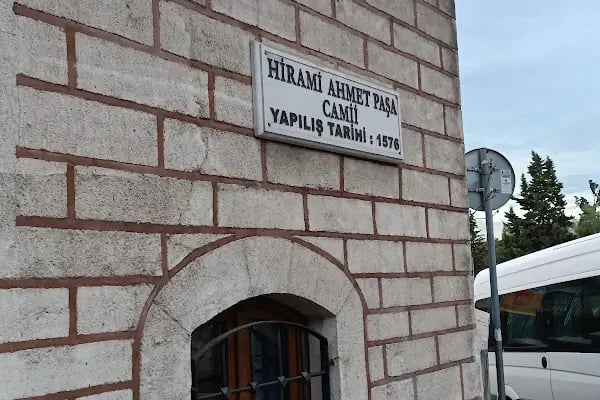 HİRAMİ AHMET PAŞA
CAMİİ
YAPILIŞ TARİHİ : 1576